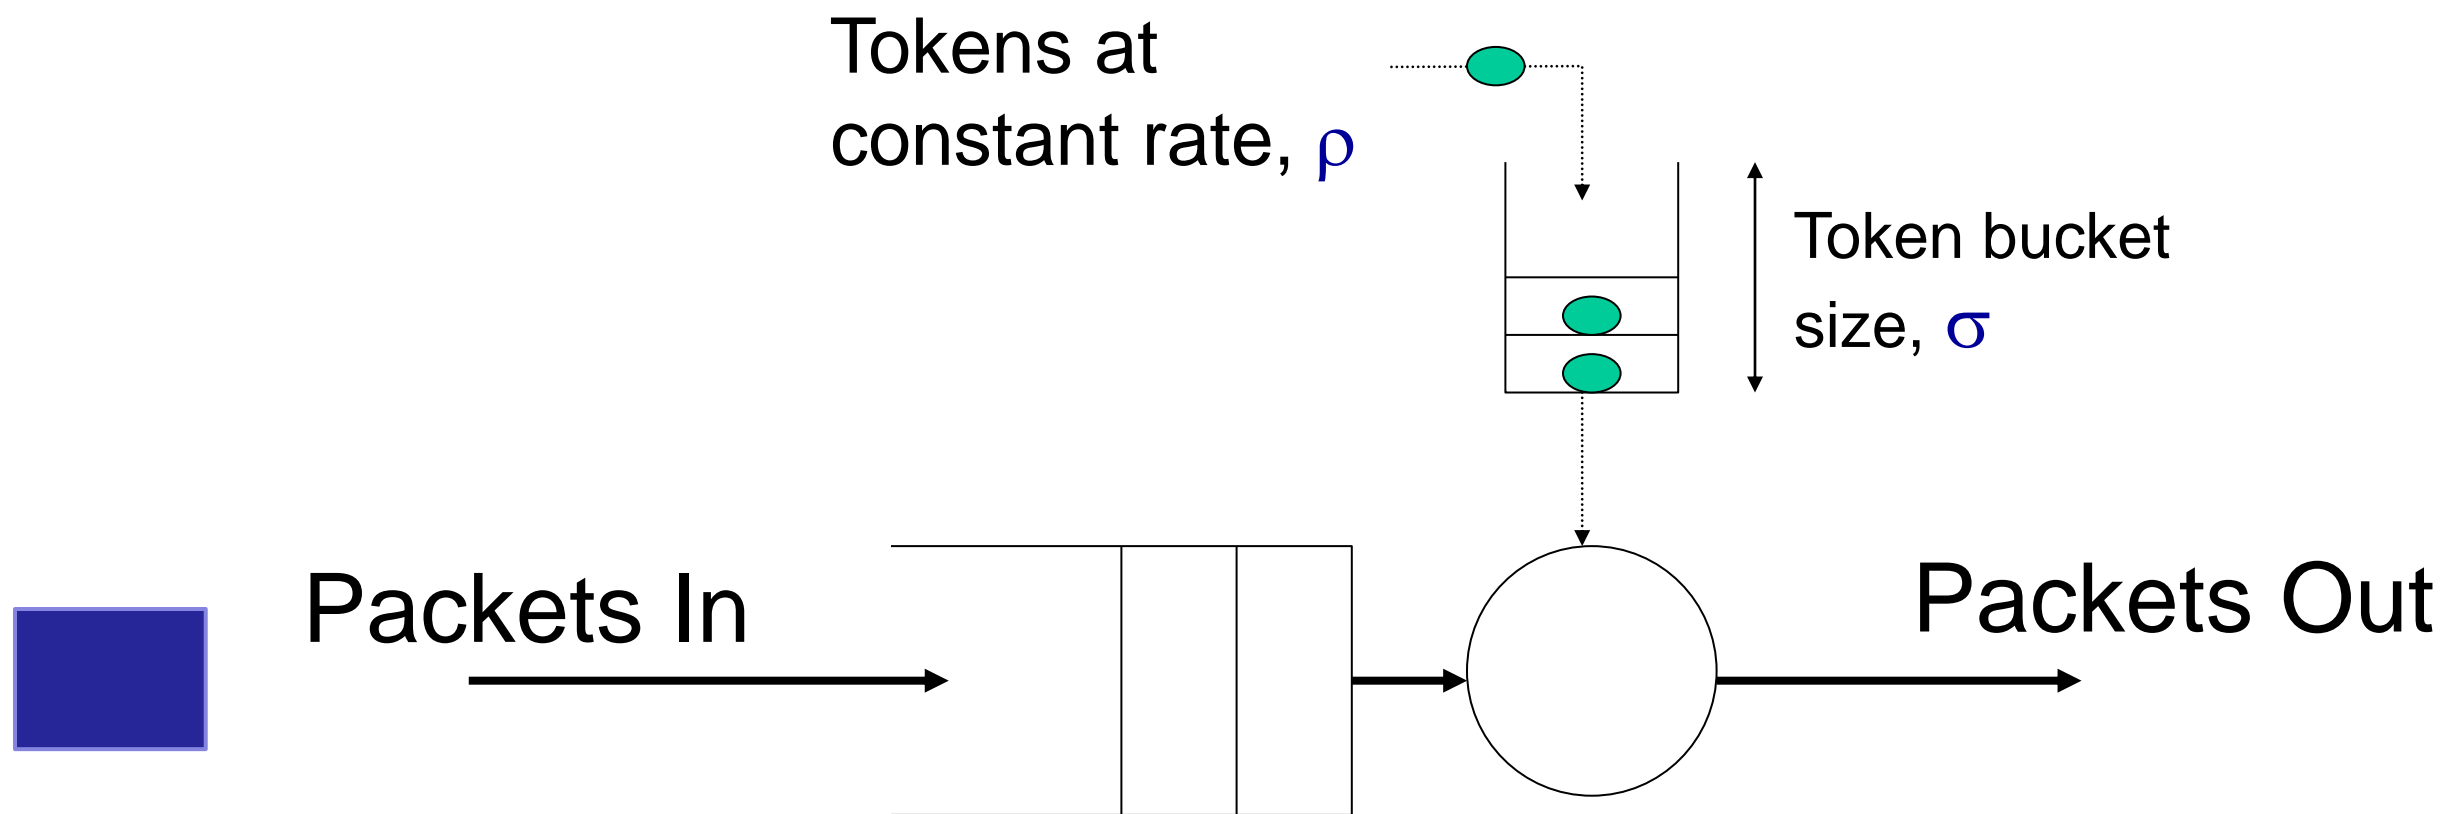 Tokens at
constant rate, ρ
Token bucket
size, σ
Packets In
Packets Out